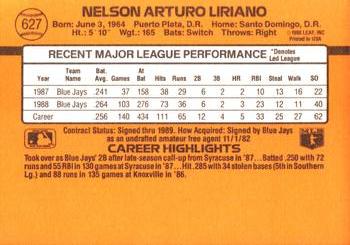 627
NELSON ARTURO LIRIANO
Born: June 3, 1964 Puerto Plata, D.R. Home: Santo Domingo, D.R.
Ht: 5' 10" Wgt: 165 Bats: Switch Throws: Right
© 1988 LEAF, INC.
PRINTED IN USA
RECENT MAJOR LEAGUE PERFORMANCE *Denotes Led League
BA Games At Bat Runs Hits 2B 3B HR RBI Steal BB SO
1987 Blue Jays .241 37 158 38 29 6 2 2 10 13 16 22
1988 Blue Jays .264 103 276 73 36 6 2 3 23 12 11 40
Career .256 140 434 111 65 12 4 5 33 25 27 62
Contract Status: Signed thru 1989. How Acquired: Signed by Blue Jays
as an undrafted amateur free agent 11/1/82
CAREER HIGHLIGHTS
Took over as Blue Jays' 2B after late-season call-up from Syracuse in '87...Batted .250 with 72
runs and 55 RBI in 130 games at Syracuse in '87...Hit .285 with 34 stolen bases (5th in Southern
Lg.) and 88 runs in 135 games at Knoxville in '86.